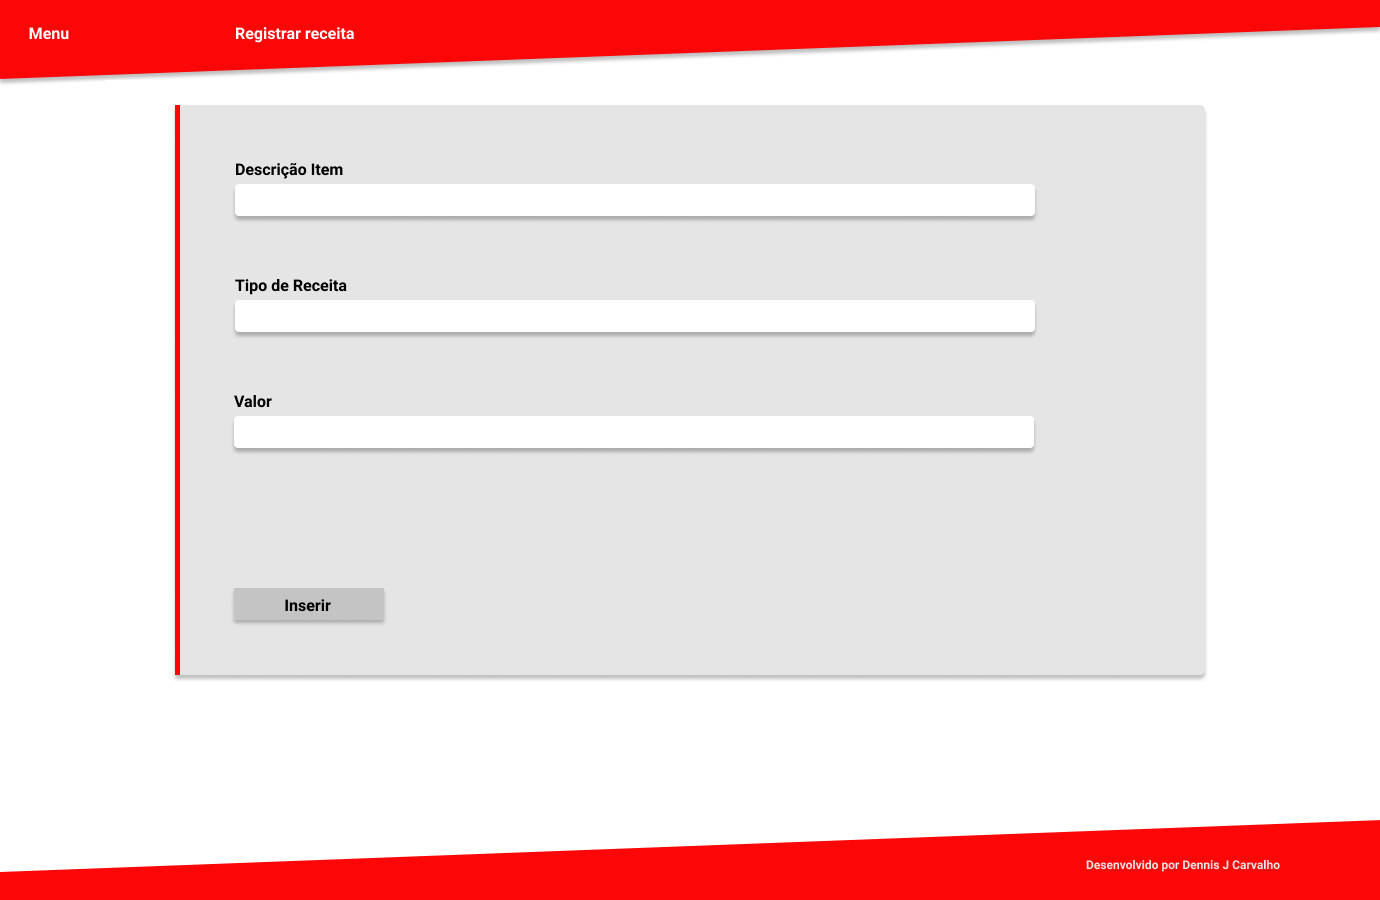 Menu
Registrar receita
Descrição Item
Tipo de Receita
Valor
Inserir
Desenvolvido por Dennis J Carvalho